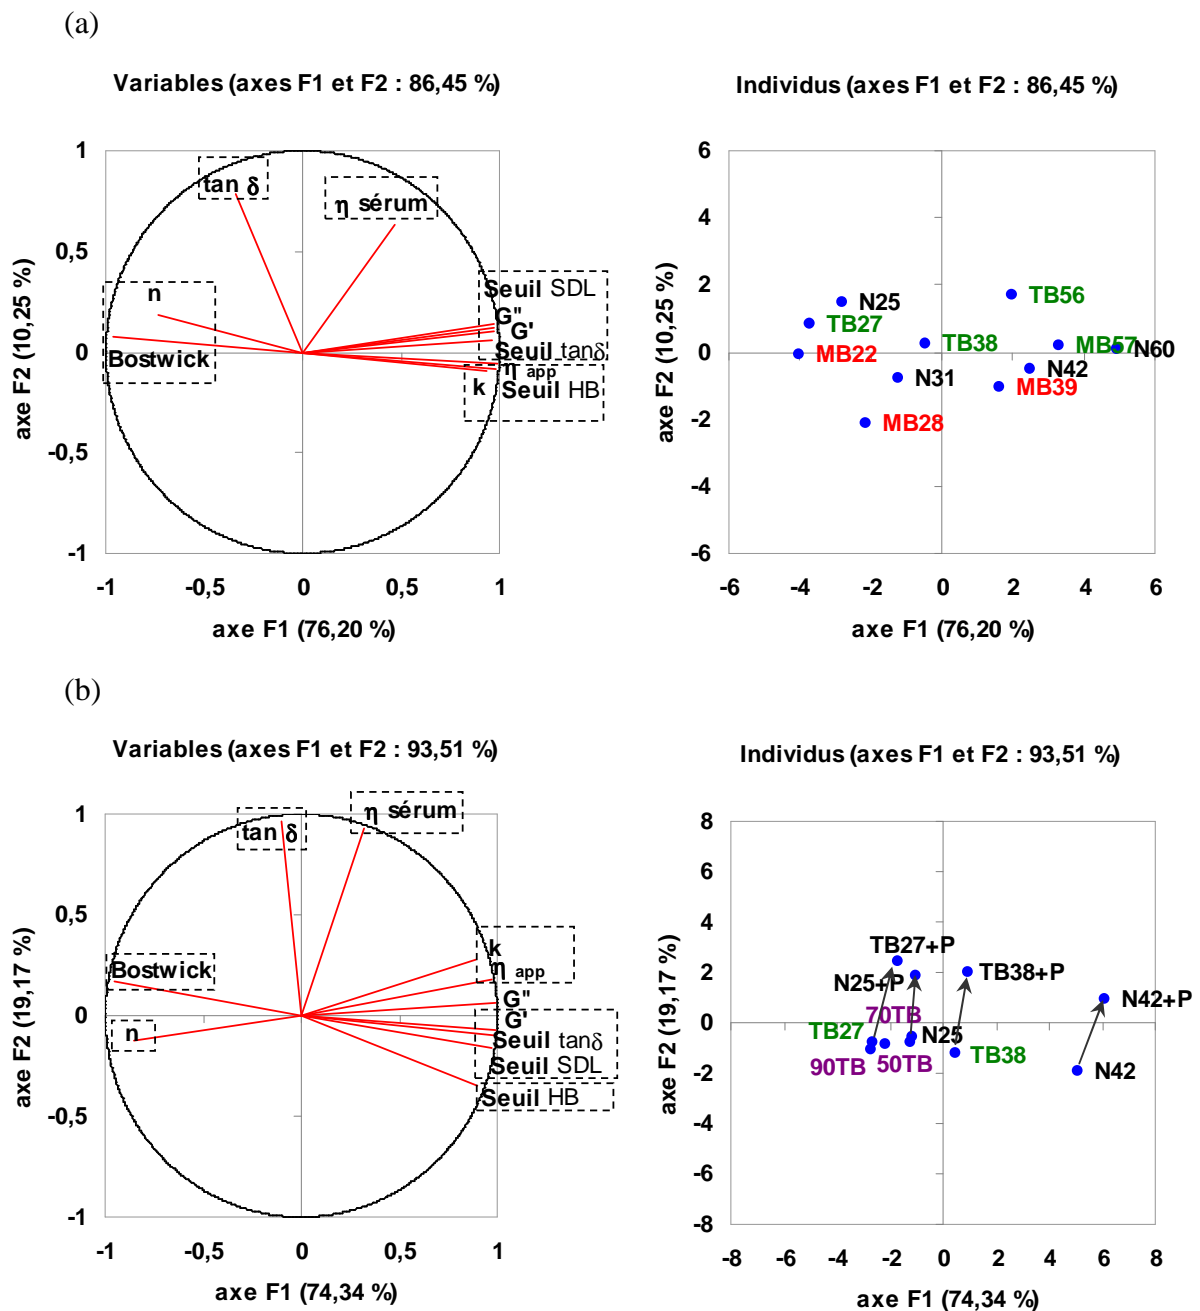 (a)
Variables (axes F1 et F2 : 86,45 %)
1
0,5
0
-0,5
-1
-1
-0,5
0
0,5
1
axe F2 (10,25 %)
axe F1 (76,20 %)
tan δ
η sérum
n
Bostwick
Seuil SDL
G"
G'
Seuil tanδ
η app
k
Seuil HB
Individus (axes F1 et F2 : 86,45 %)
6
4
2
0
-2
-4
-6
-6
-4
-2
0
2
4
6
axe F2 (10,25 %)
axe F1 (76,20 %)
N25
TB27
MB22
TB38
N31
MB28
TB56
MB57
N60
N42
MB39
(b)
Variables (axes F1 et F2 : 93,51 %)
1
0,5
0
-0,5
-1
-1
-0,5
0
0,5
1
axe F2 (19,17 %)
axe F1 (74,34 %)
tan δ
η sérum
Bostwick
n
k
η app
G"
G'
Seuil tanδ
Seuil SDL
Seuil HB
Individus (axes F1 et F2 : 93,51 %)
8
6
4
2
0
-2
-4
-6
-8
-8
-6
-4
-2
0
2
4
6
8
axe F2 (19,17 %)
axe F1 (74,34 %)
TB27+P
N25+P
TB38+P
N42+P
70TB
TB27
N25
90TB
50TB
TB38
N42